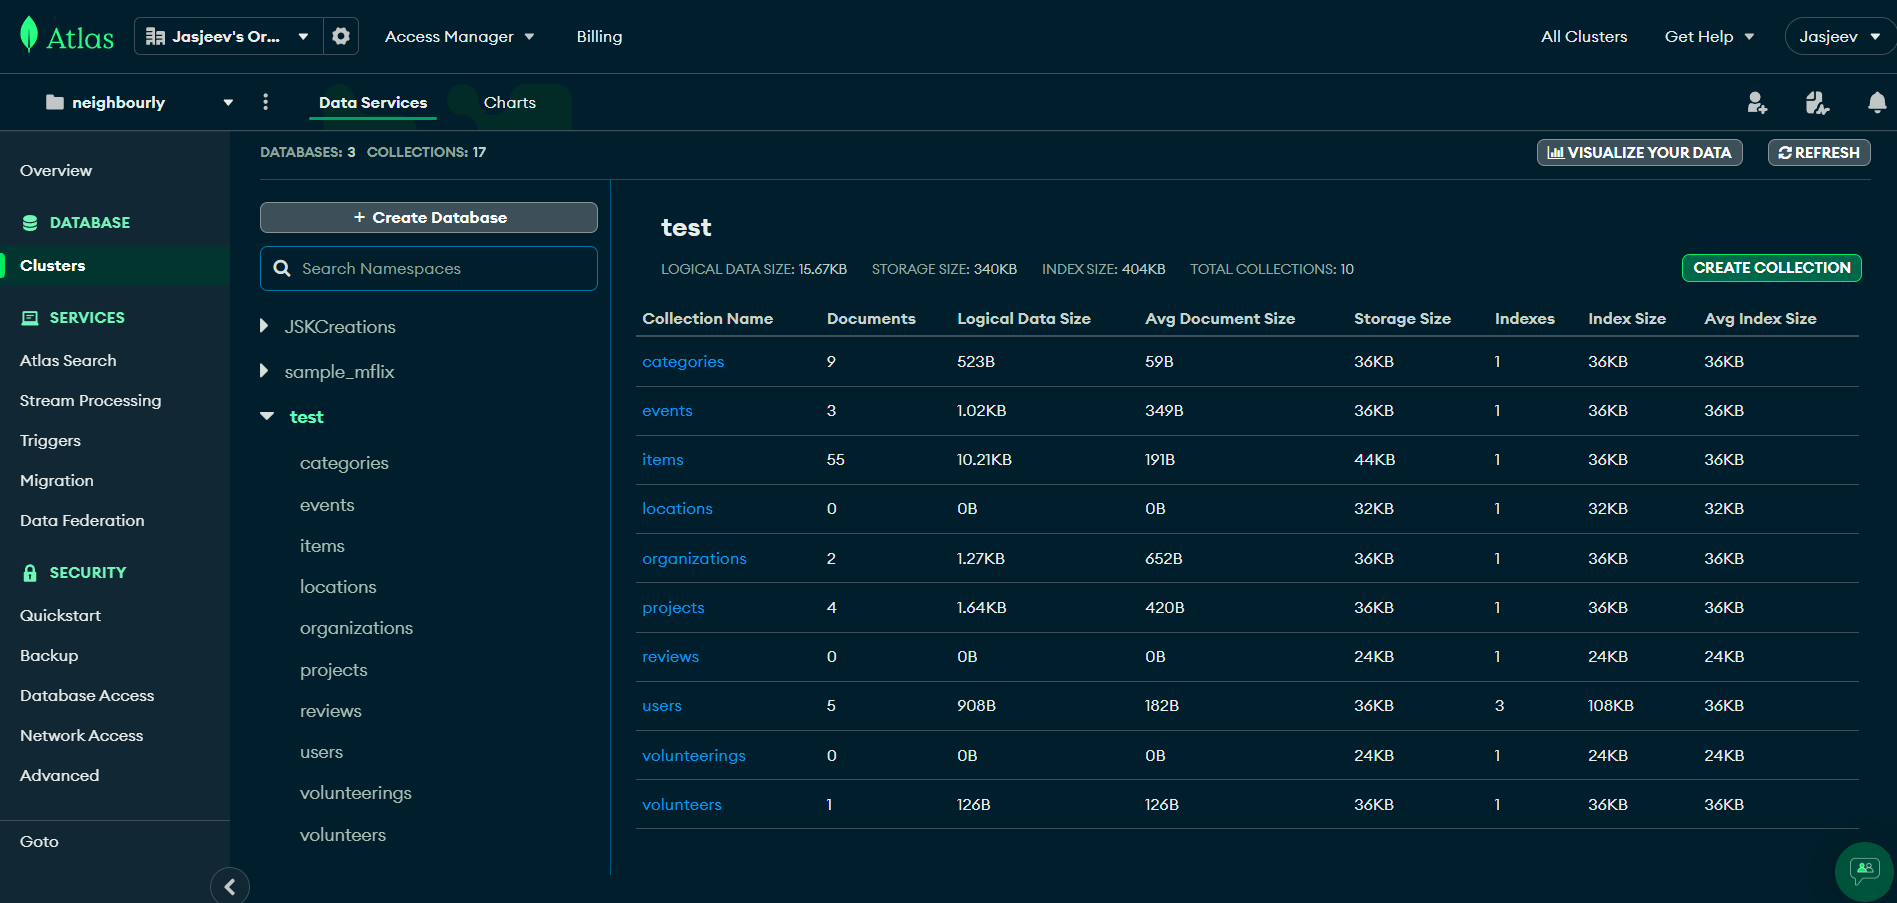 Atlas
Jasjeev's Or...
Access Manager
Billing
All Clusters
Get Help
Jasjeev
neighbourly
Data Services
Charts
Overview
DATABASE
Clusters
SERVICES
Atlas Search
Stream Processing
Triggers
Migration
Data Federation
SECURITY
Quickstart
Backup
Database Access
Network Access
Advanced
Goto
DATABASES: 3 COLLECTIONS: 17
VISUALIZE YOUR DATA
REFRESH
+ Create Database
Search Namespaces
JSKCreations
sample_mflix
test
categories
events
items
locations
organizations
projects
reviews
users
volunteerings
volunteers
test
LOGICAL DATA SIZE: 15.67KB STORAGE SIZE: 340KB INDEX SIZE: 404KB TOTAL COLLECTIONS: 10
CREATE COLLECTION
Collection Name Documents Logical Data Size Avg Document Size Storage Size Indexes Index Size Avg Index Size
categories 9 523B 59B 36KB 1 36KB 36KB
events 3 1.02KB 349B 36KB 1 36KB 36KB
items 55 10.21KB 191B 44KB 1 36KB 36KB
locations 0 0B 0B 32KB 1 32KB 32KB
organizations 2 1.27KB 652B 36KB 1 36KB 36KB
projects 4 1.64KB 420B 36KB 1 36KB 36KB
reviews 0 0B 0B 24KB 1 24KB 24KB
users 5 908B 182B 36KB 3 108KB 36KB
volunteerings 0 0B 0B 24KB 1 24KB 24KB
volunteers 1 126B 126B 36KB 1 36KB 36KB